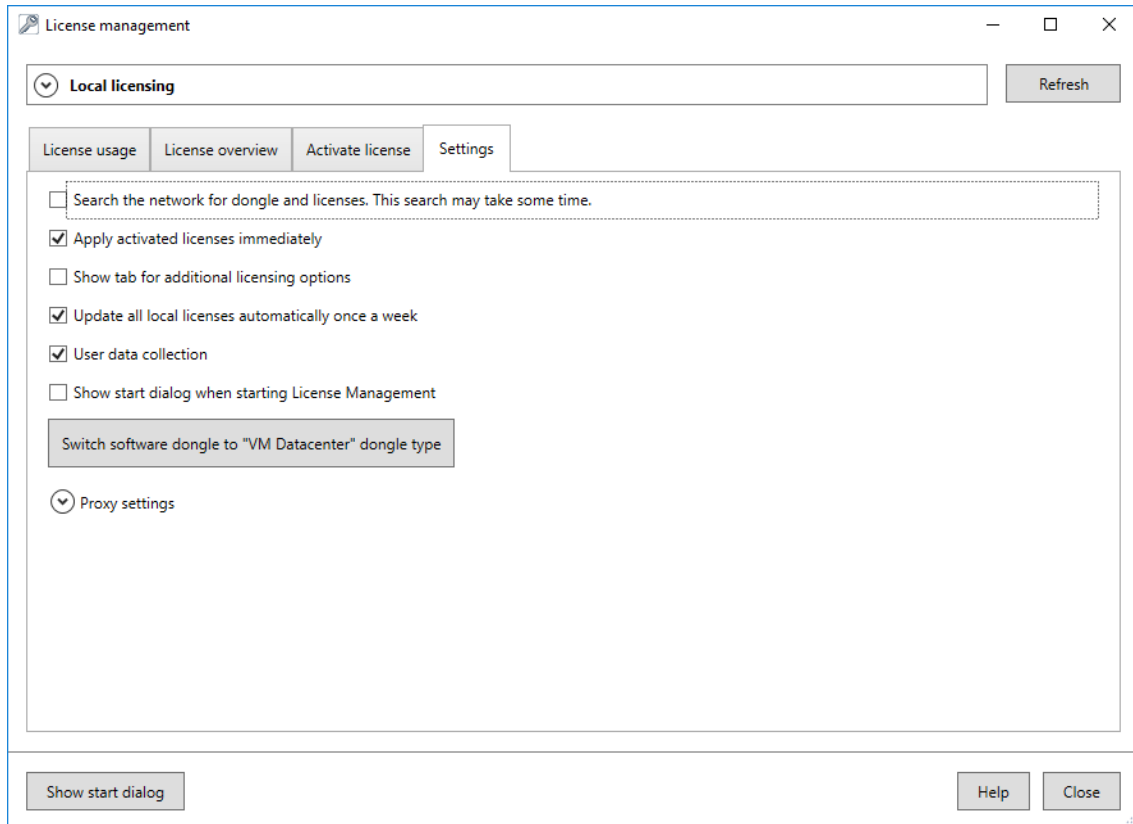 License management
Local licensing
Refresh
License usage
License overview
Activate license
Settings
Search the network for dongle and licenses. This search may take some time.
Apply activated licenses immediately
Show tab for additional licensing options
Update all local licenses automatically once a week
User data collection
Show start dialog when starting License Management
Switch software dongle to "VM Datacenter" dongle type
Proxy settings
Show start dialog
Help
Close